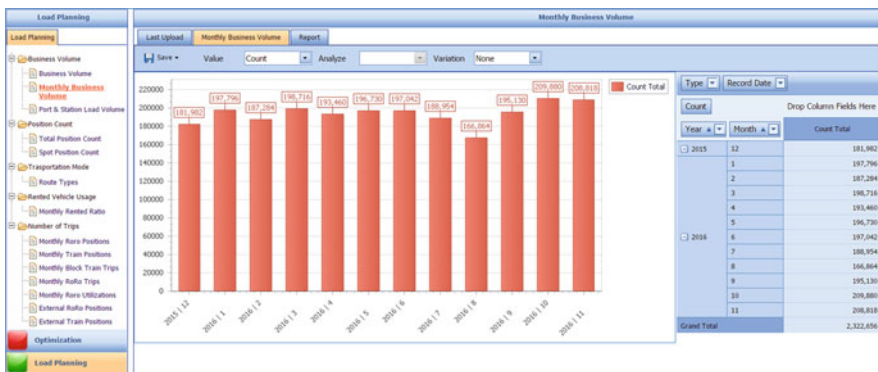 Load Planning
Monthly Business Volume
Load Planning
Last Upload
Monthly Business Volume
Report
Save
Value
Count
Analyze
Variation
None
Business Volume
Business Volume
Monthly Business
Volume
Port & Station Load Volume
Position Count
Total Position Count
Spot Position Count
Trasportation Mode
Route Types
Rented Vehicle Usage
Monthly Rented Ratio
Number of Trips
Monthly Roro Positions
Monthly Train Positions
Monthly Block Train Trips
Monthly RoRo Trips
Monthly Roro Utilizations
External RoRo Positions
External Train Positions
Optimization
Load Planning
220000
200000
180000
160000
140000
120000
100000
80000
60000
40000
20000
0
181,982
197,796
187,284
198,716
193,460
196,730
197,042
188,954
166,864
195,130
209,880
208,818
2015 | 12
2016 | 1
2016 | 2
2016 | 3
2016 | 4
2016 | 5
2016 | 6
2016 | 7
2016 | 8
2016 | 9
2016 | 10
2016 | 11
Count Total
Type
Record Date
Count
Drop Column Fields Here
Year
Month
Count Total
2015
12
181,982
1
197,796
2
187,284
3
198,716
4
193,460
5
196,730
2016
6
197,042
7
188,954
8
166,864
9
195,130
10
209,880
11
208,818
Grand Total
2,322,656